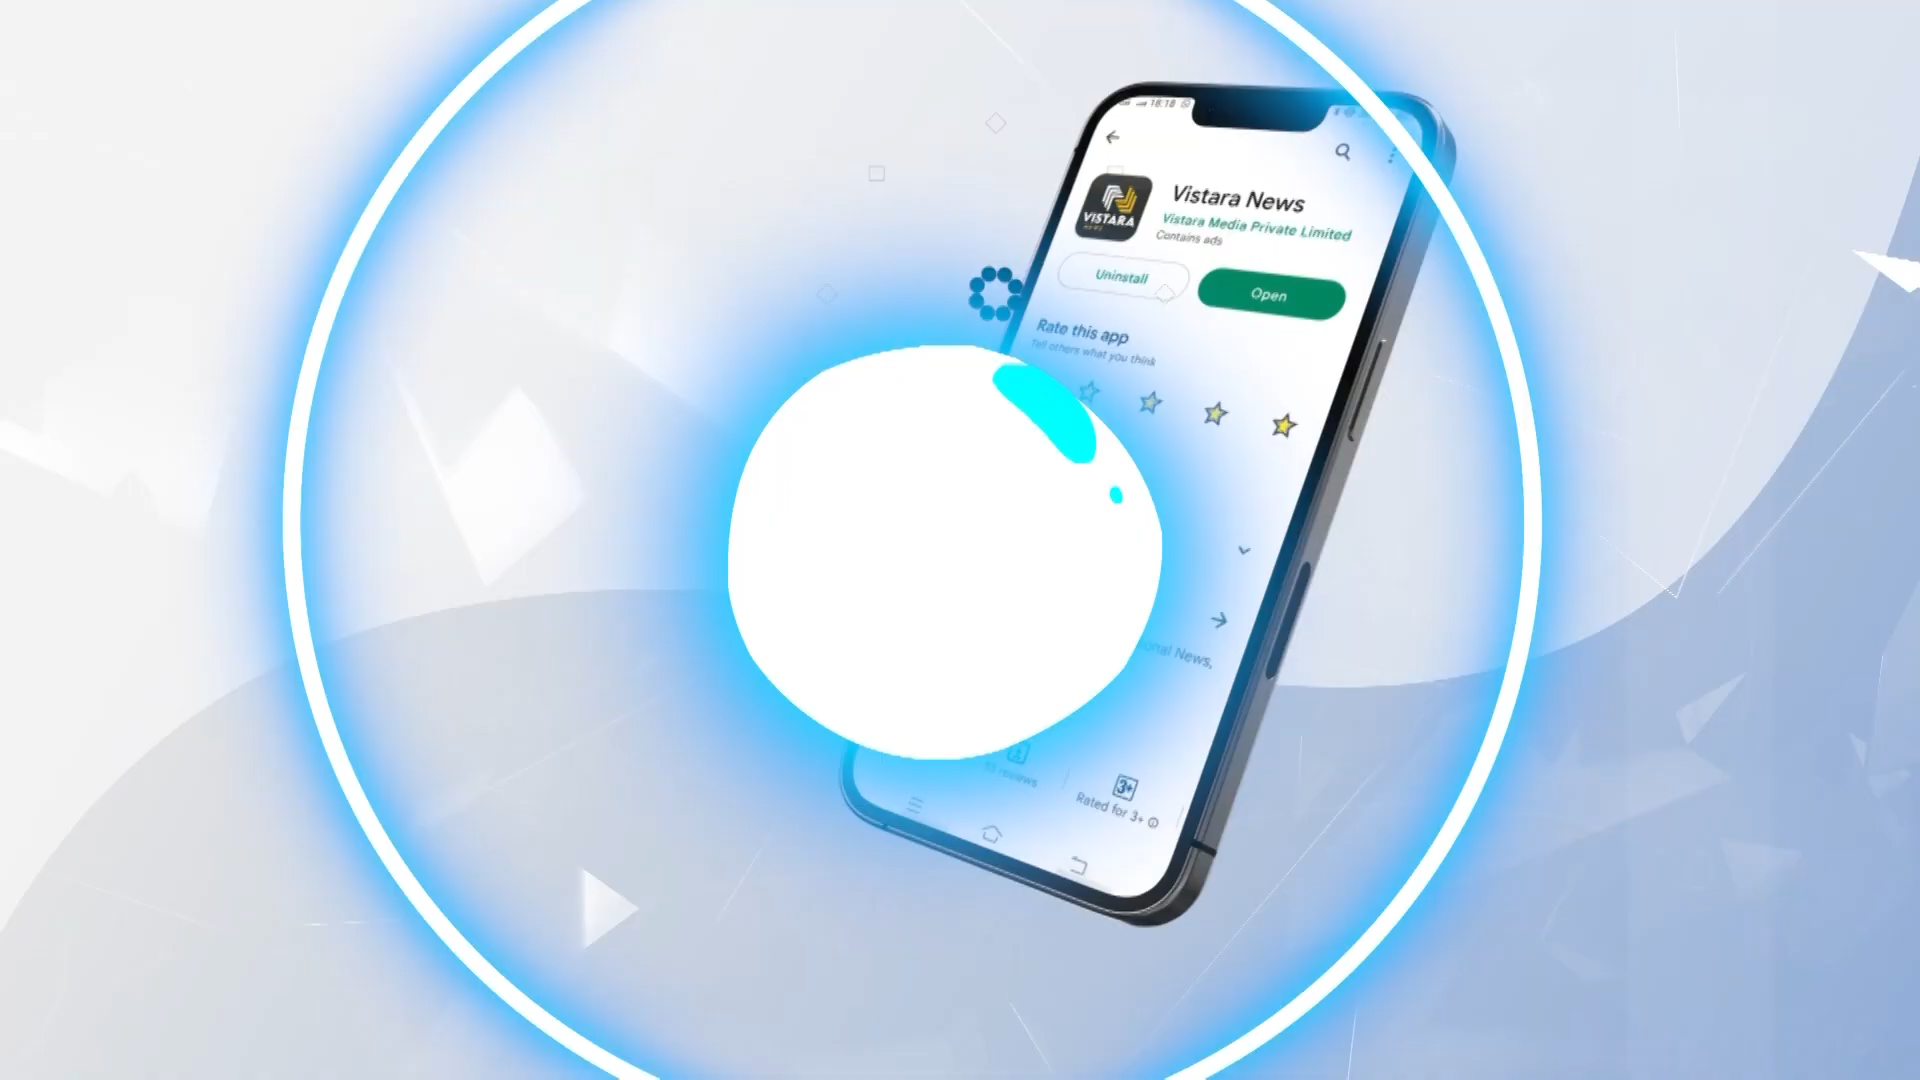 18:18
Vistara News
Vistara Media Private Limited
Contains ads
VISTARA
NEWS
Uninstall
Open
Rate this app
Tell others what you think
News,
reviews
3+
Rated for 3+